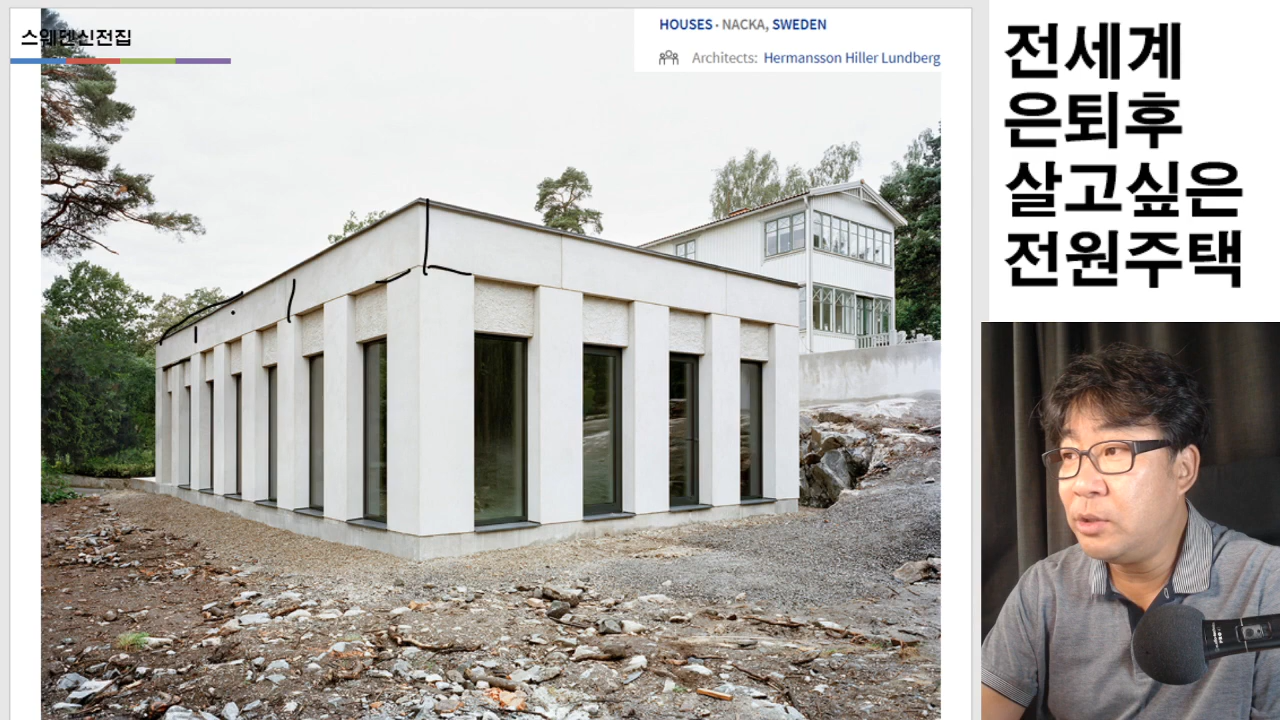 스웨덴신전집
HOUSES · NACKA, SWEDEN
Architects: Hermansson Hiller Lundberg
전세계
은퇴후
살고싶은
전원주택